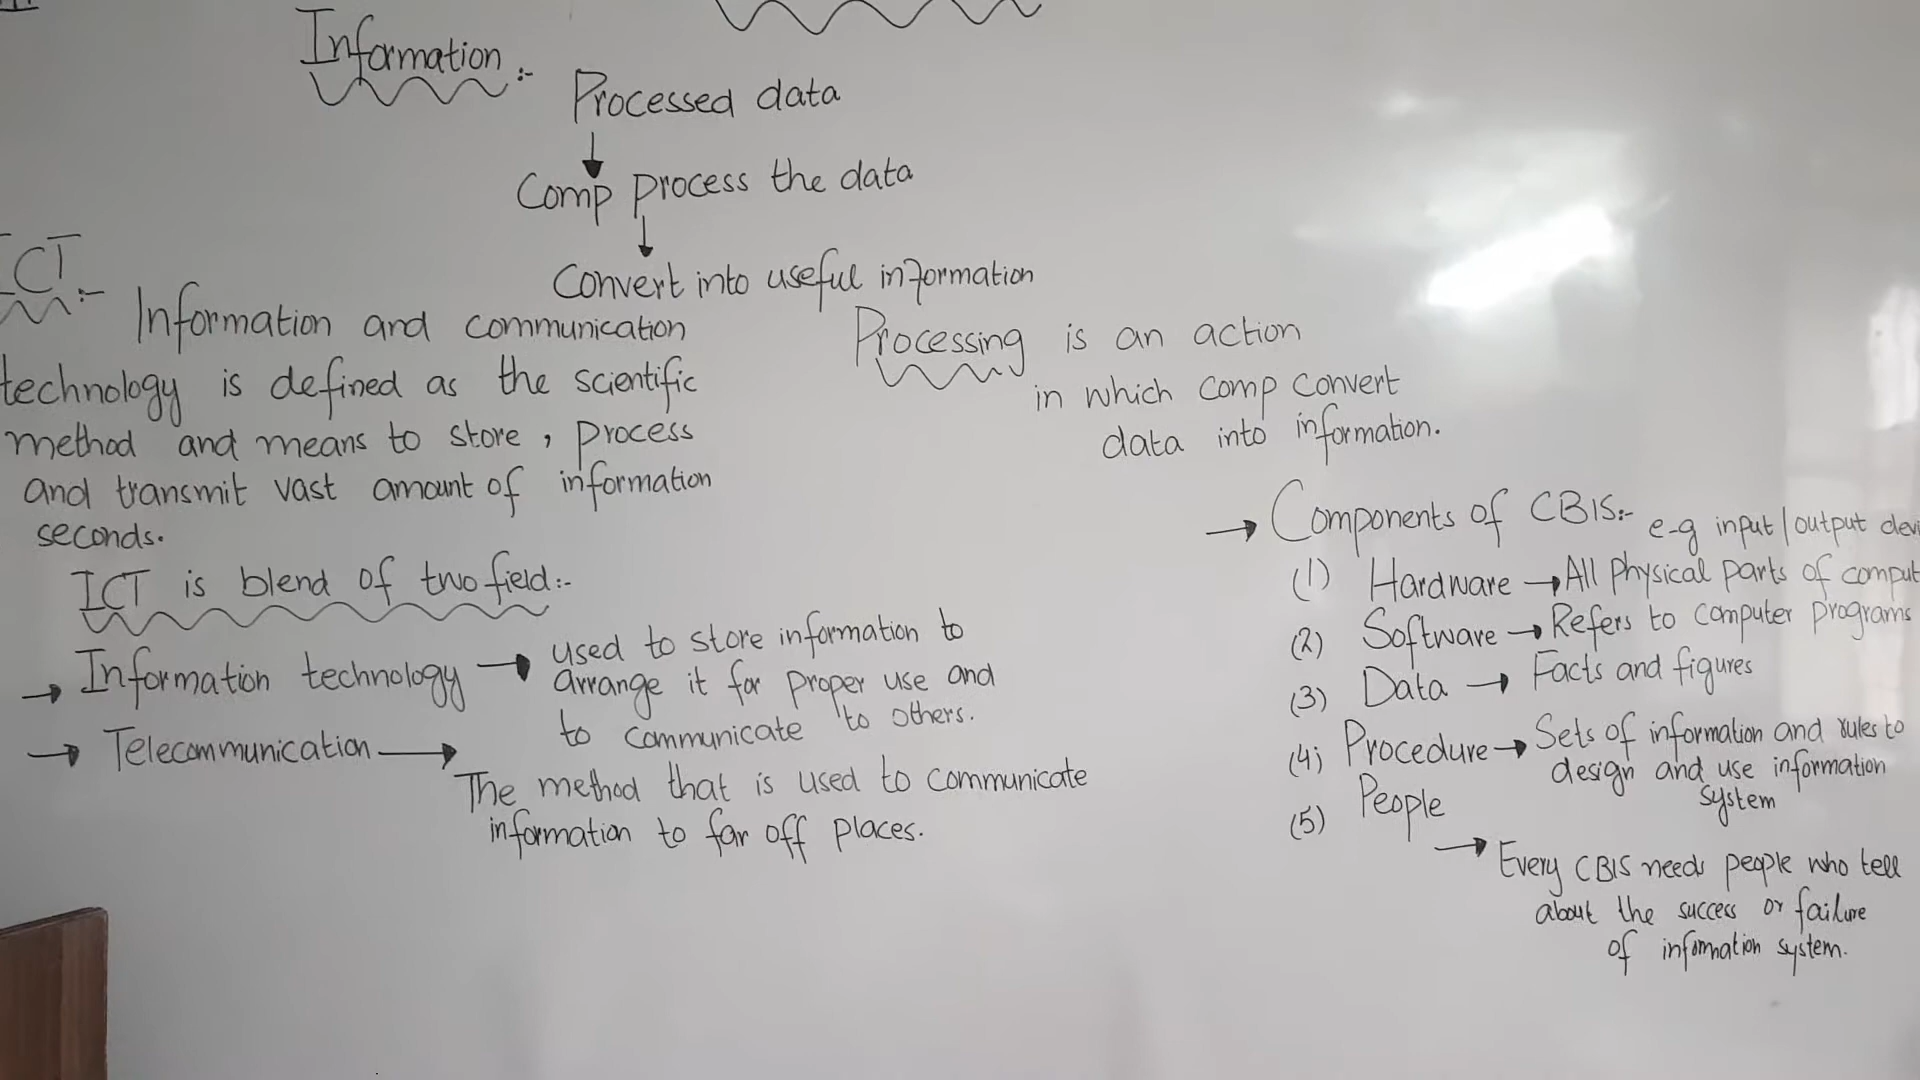 Information :-
Processed data
Comp process the data
Convert into useful information
ICT :-
Information and communication
technology is defined as the scientific
method and means to store, process
and transmit vast amount of information
seconds.
Processing is an action
in which comp convert
data into information.
ICT is blend of two field:-
→ Information technology → used to store information to
arrange it for proper use and
to communicate to others.
→ Telecommunication →
The method that is used to communicate
information to far off places.
→ Components of CBIS:- e-g input/output
(1) Hardware → All Physical parts of
(2) Software → Refers to computer programs
(3) Data → Facts and figures
(4) Procedure → Sets of information and rules to
design and use information
system
(5) People
→ Every CBIS needs people who tell
about the success or failure
of information system.